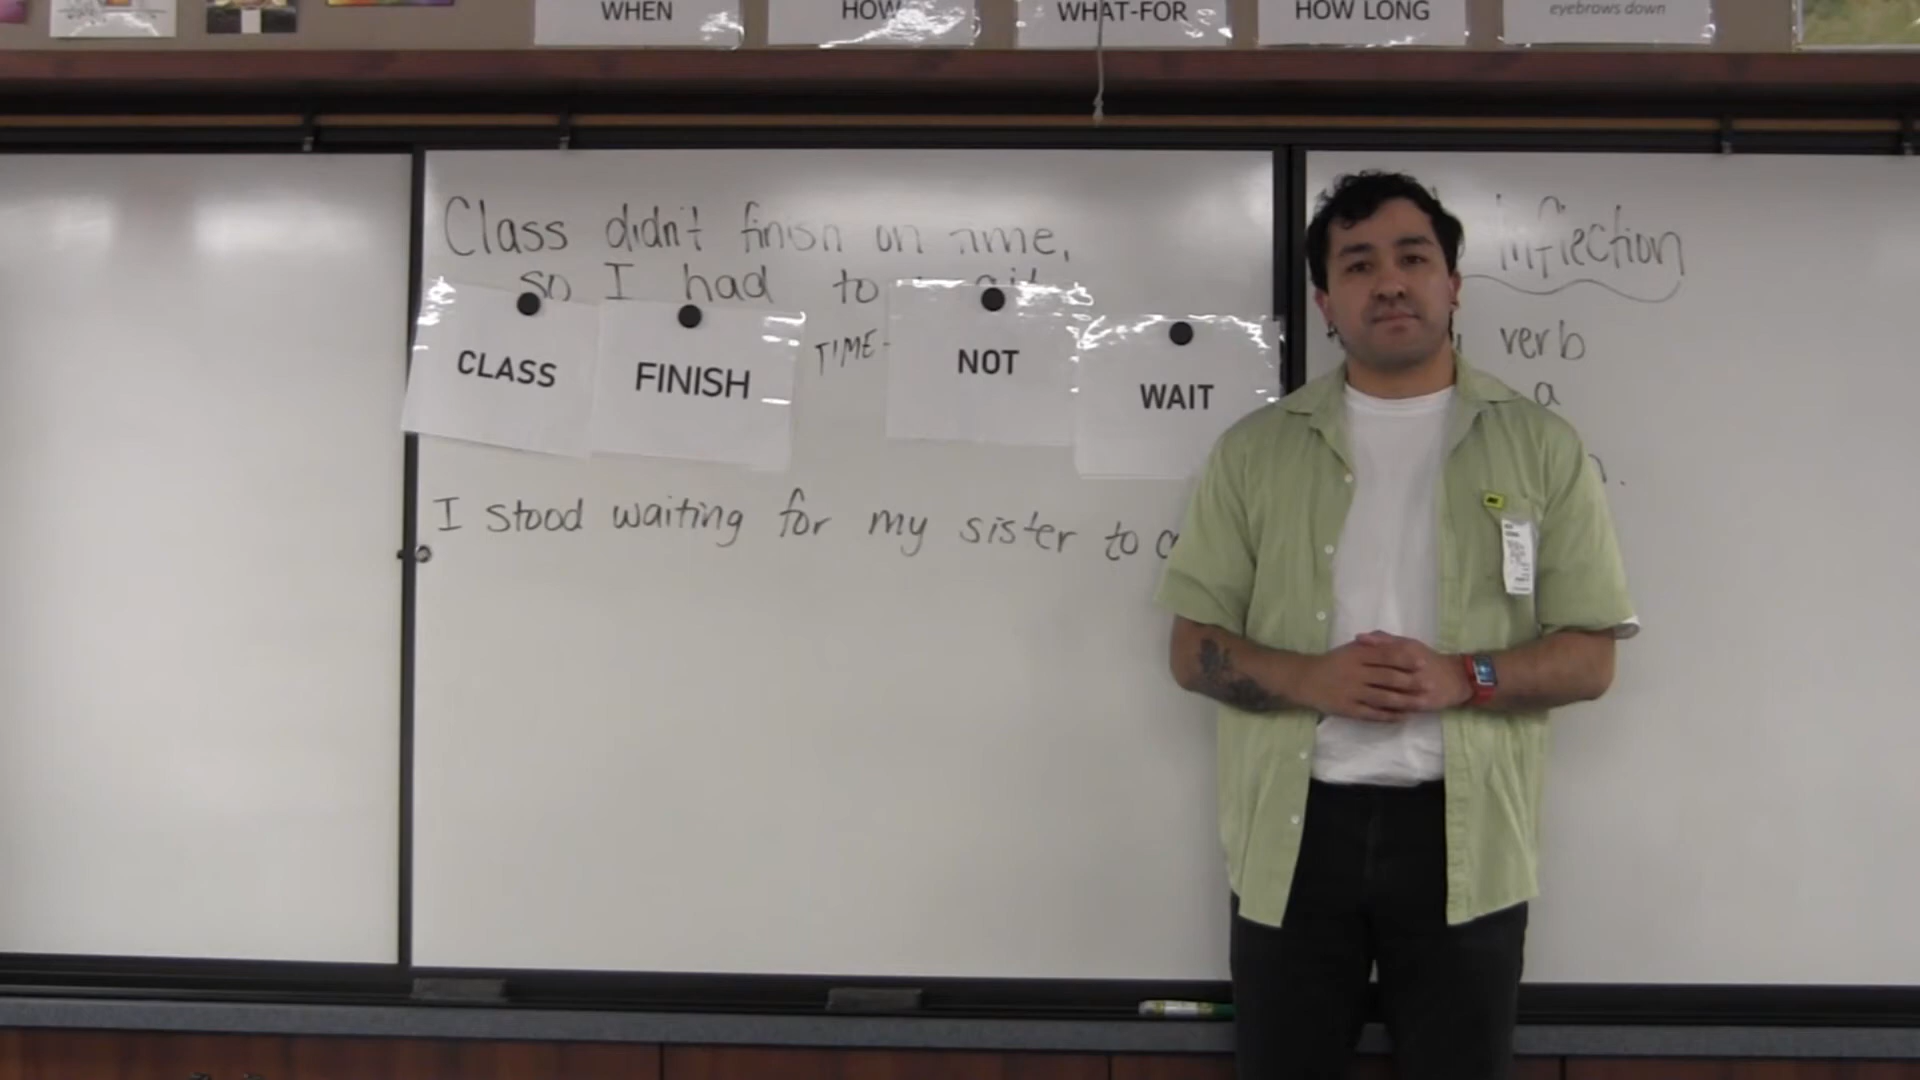 WHEN HOW WHAT-FOR HOW LONG eyebrows down
Class didn't finish on time,
so I had to wait
CLASS FINISH TIME- NOT WAIT
I stood waiting for my sister to
inflection
verb
a